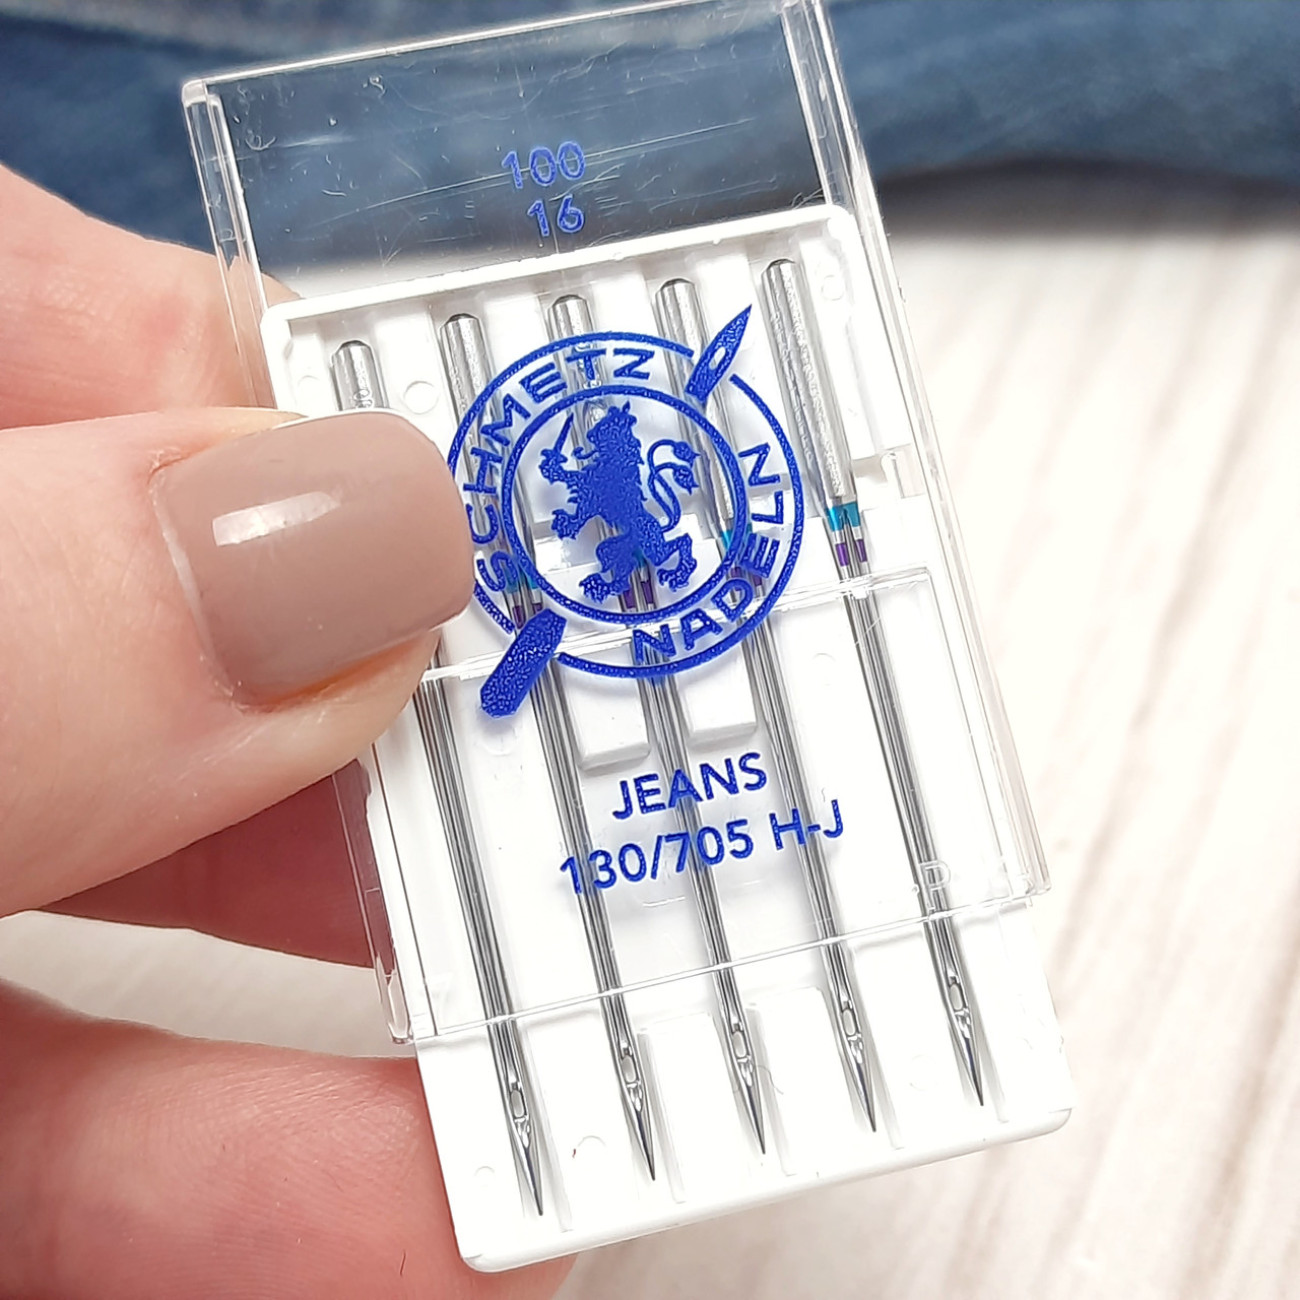 100
16
SCHMETZ
NADELN
JEANS
130/705 H-J